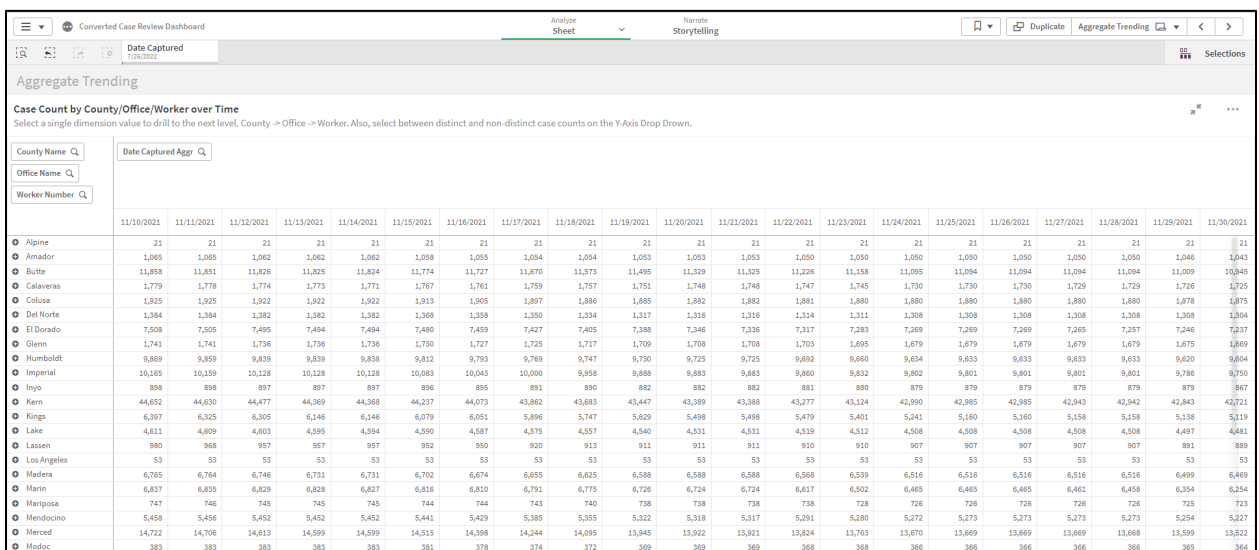 Converted Case Review Dashboard
Analyze
Sheet
Narrate
Storytelling
Duplicate
Aggregate Trending
Date Captured
7/26/2022
Selections
Aggregate Trending
Case Count by County/Office/Worker over Time
Select a single dimension value to drill to the next level. County -> Office -> Worker. Also, select between distinct and non-distinct case counts on the Y-Axis Drop Drown.
County Name
Date Captured Aggr
Office Name
Worker Number
11/10/2021 11/11/2021 11/12/2021 11/13/2021 11/14/2021 11/15/2021 11/16/2021 11/17/2021 11/18/2021 11/19/2021 11/20/2021 11/21/2021 11/22/2021 11/23/2021 11/24/2021 11/25/2021 11/26/2021 11/27/2021 11/28/2021 11/29/2021 11/30/2021
Alpine 21 21 21 21 21 21 21 21 21 21 21 21 21 21 21 21 21 21 21 21 21
Amador 1,065 1,065 1,062 1,062 1,062 1,058 1,055 1,054 1,054 1,053 1,053 1,053 1,050 1,050 1,050 1,050 1,050 1,050 1,050 1,046 1,043
Butte 11,858 11,851 11,826 11,825 11,824 11,774 11,727 11,670 11,573 11,495 11,329 11,325 11,226 11,158 11,095 11,094 11,094 11,094 11,094 11,009 10,945
Calaveras 1,779 1,778 1,774 1,773 1,771 1,767 1,761 1,759 1,757 1,751 1,748 1,748 1,747 1,745 1,730 1,730 1,730 1,729 1,729 1,726 1,725
Colusa 1,925 1,925 1,922 1,922 1,922 1,913 1,905 1,897 1,886 1,885 1,882 1,882 1,881 1,880 1,880 1,880 1,880 1,880 1,880 1,878 1,875
Del Norte 1,384 1,384 1,382 1,382 1,382 1,368 1,358 1,350 1,334 1,317 1,316 1,316 1,314 1,311 1,308 1,308 1,308 1,308 1,308 1,308 1,304
El Dorado 7,508 7,505 7,495 7,494 7,494 7,480 7,459 7,427 7,405 7,388 7,346 7,336 7,317 7,283 7,269 7,269 7,269 7,265 7,257 7,246 7,237
Glenn 1,741 1,741 1,736 1,736 1,736 1,730 1,727 1,725 1,717 1,709 1,708 1,708 1,703 1,695 1,679 1,679 1,679 1,679 1,679 1,675 1,669
Humboldt 9,869 9,859 9,839 9,839 9,838 9,812 9,793 9,769 9,747 9,730 9,725 9,725 9,692 9,660 9,634 9,633 9,633 9,633 9,633 9,620 9,604
Imperial 10,165 10,159 10,128 10,128 10,128 10,083 10,043 10,000 9,958 9,888 9,883 9,883 9,860 9,832 9,802 9,801 9,801 9,801 9,801 9,786 9,750
Inyo 898 898 897 897 896 895 891 890 882 882 882 881 880 879 879 879 879 879 879 867
Kern 44,652 44,630 44,477 44,369 44,368 44,237 44,073 43,862 43,683 43,447 43,389 43,388 43,277 43,124 42,990 42,985 42,985 42,943 42,942 42,843 42,721
Kings 6,397 6,325 6,305 6,146 6,146 6,079 6,051 5,896 5,747 5,629 5,498 5,498 5,479 5,401 5,241 5,160 5,160 5,158 5,158 5,138 5,119
Lake 4,611 4,609 4,603 4,595 4,594 4,590 4,587 4,575 4,557 4,540 4,531 4,531 4,519 4,512 4,508 4,508 4,508 4,508 4,508 4,497 4,481
Lassen 980 968 957 957 957 952 950 920 913 911 911 911 910 910 907 907 907 907 907 891 889
Los Angeles 53 53 53 53 53 53 53 53 53 53 53 53 53 53 53 53 53 53 53 53 53
Madera 6,765 6,764 6,746 6,731 6,731 6,702 6,674 6,655 6,625 6,588 6,588 6,588 6,568 6,539 6,516 6,516 6,516 6,516 6,516 6,499 6,469
Marin 6,837 6,835 6,829 6,828 6,827 6,816 6,810 6,791 6,775 6,726 6,724 6,724 6,617 6,502 6,465 6,465 6,465 6,461 6,458 6,354 6,254
Mariposa 747 746 745 745 745 744 744 743 740 738 738 738 738 728 726 726 726 726 726 725 723
Mendocino 5,458 5,456 5,452 5,452 5,452 5,441 5,429 5,385 5,355 5,322 5,318 5,317 5,291 5,280 5,272 5,273 5,273 5,273 5,273 5,254 5,227
Merced 14,722 14,706 14,613 14,599 14,599 14,515 14,398 14,244 14,095 13,945 13,922 13,921 13,824 13,763 13,670 13,669 13,669 13,669 13,668 13,599 13,522
Modoc 383 383 383 383 383 381 378 374 372 369 369 369 369 368 366 366 366 366 366 365 364